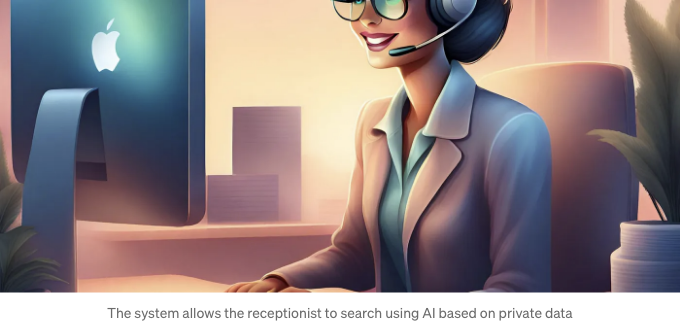 The system allows the receptionist to search using AI based on private data